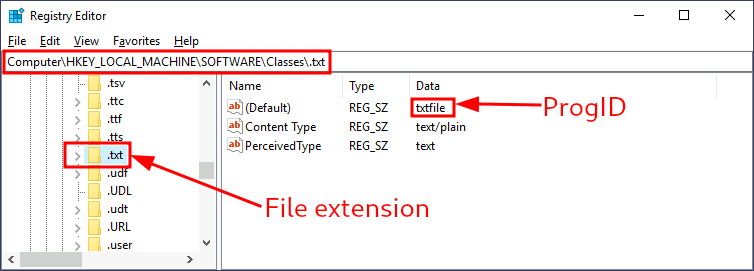 Registry Editor
File Edit View Favorites Help
Computer\HKEY_LOCAL_MACHINE\SOFTWARE\Classes\.txt
.tsv
.ttc
.ttf
.tts
.txt
.udf
.UDL
.udt
.URL
.user
Name Type Data
(Default) REG_SZ txtfile
Content Type REG_SZ text/plain
PerceivedType REG_SZ text
ProgID
File extension